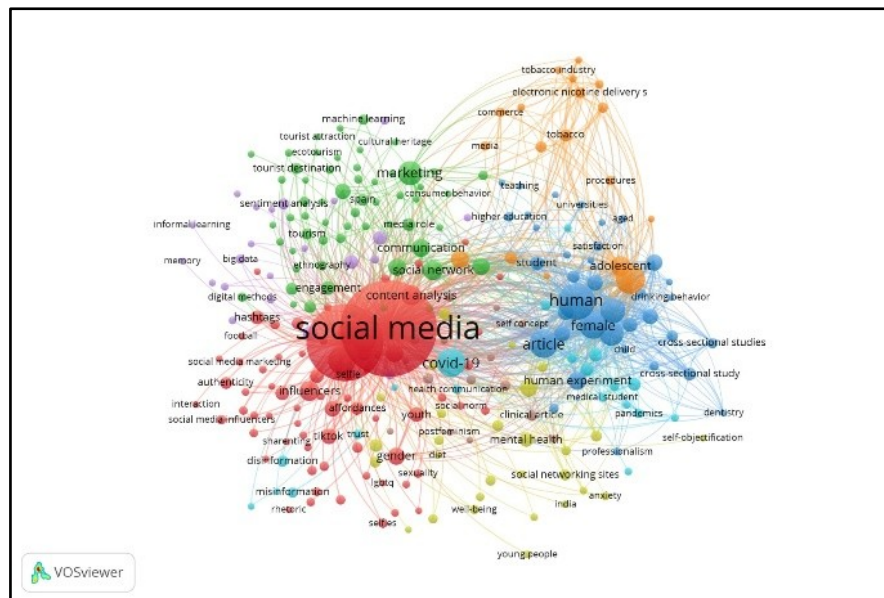 tobacco industry
electronic nicotine delivery s
commerce
machine learning
tobacco
tourist attraction
cultural heritage
media
ecotourism
tourist destination
marketing
procedures
teaching
spain
consumer behavior
universities
aged
sentiment analysis
higher education
informal learning
media role
tourism
communication
satisfaction
memory
big data
ethnography
social network
student
adolescent
engagement
digital methods
content analysis
human
drinking behavior
hashtags
self concept
female
football
social media
article
cross-sectional studies
social media marketing
covid-19
child
selfie
cross-sectional study
authenticity
health communication
human experiment
influencers
medical student
interaction
affordances
youth
social norm
social media influencers
clinical article
pandemics
dentistry
sharenting
tiktok
trust
postfeminism
mental health
self-objectification
disinformation
gender
diet
professionalism
misinformation
sexuality
social networking sites
lgbtq
rhetoric
anxiety
selfies
well-being
india
young people
VOSviewer